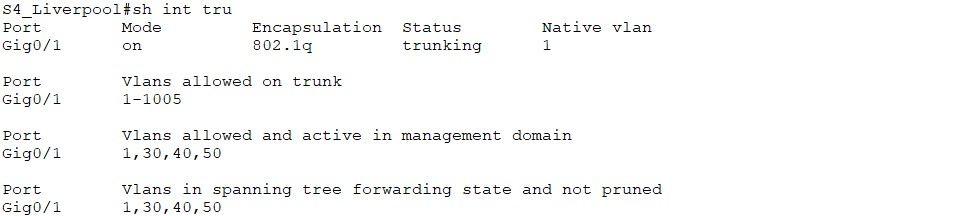 S4_Liverpool#sh int tru
Port Mode Encapsulation Status Native vlan
Gig0/1 on 802.1q trunking 1
Port Vlans allowed on trunk
Gig0/1 1-1005
Port Vlans allowed and active in management domain
Gig0/1 1,30,40,50
Port Vlans in spanning tree forwarding state and not pruned
Gig0/1 1,30,40,50